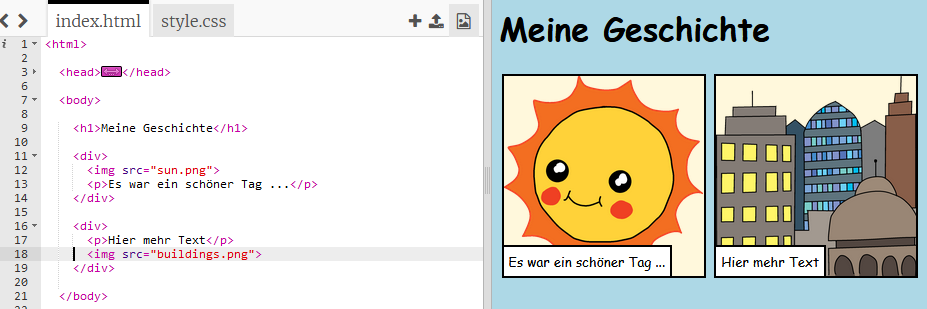 index.html style.css
1 <html>
2
3 <head></head>
6
7 <body>
8
9 <h1>Meine Geschichte</h1>
10
11 <div>
12 <img src="sun.png">
13 <p>Es war ein schöner Tag ...</p>
14 </div>
15
16 <div>
17 <p>Hier mehr Text</p>
18 <img src="buildings.png">
19 </div>
20
21 </body>
22
Meine Geschichte
Es war ein schöner Tag ...
Hier mehr Text